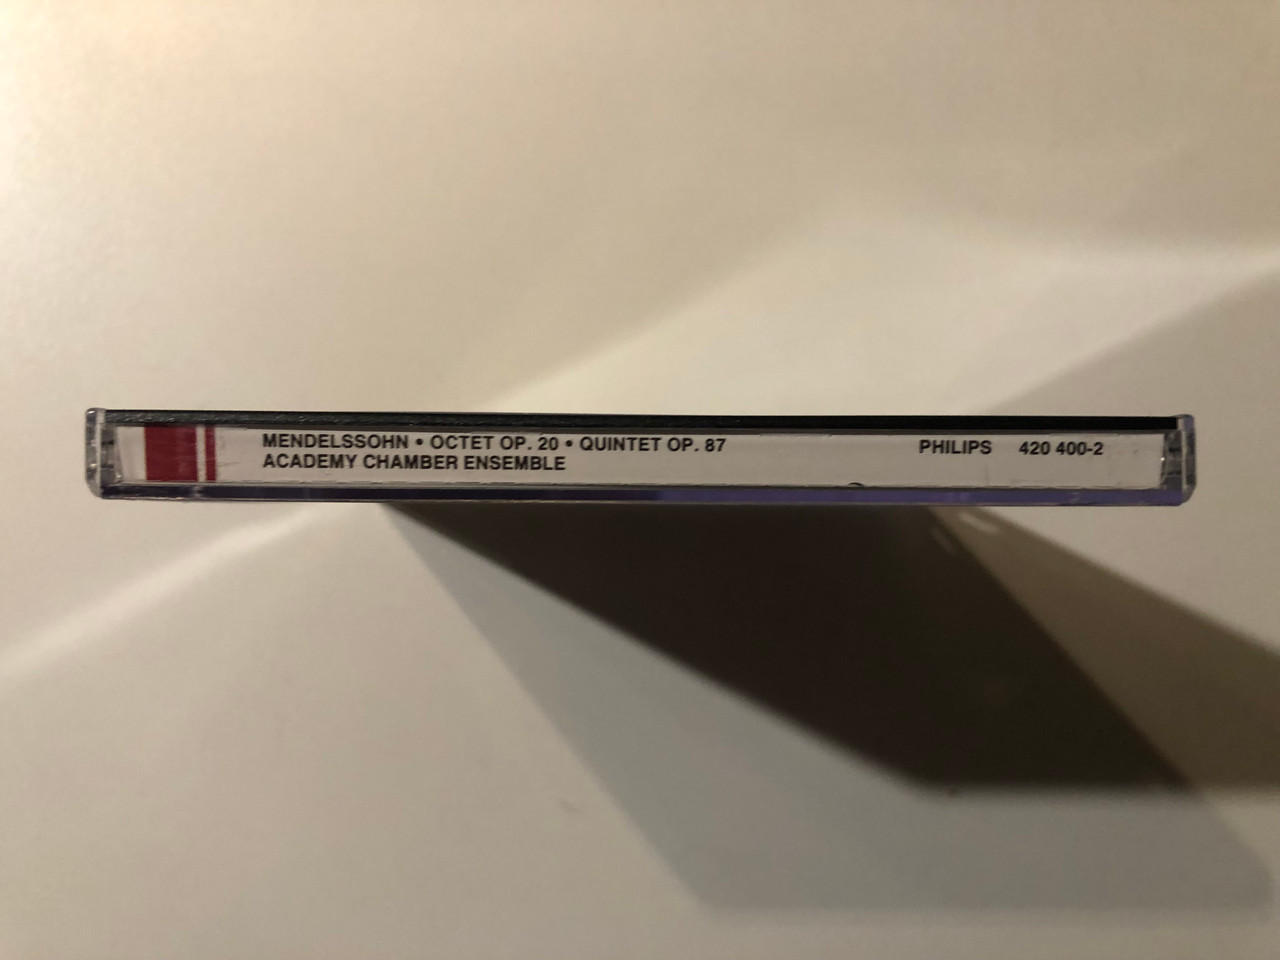 MENDELSSOHN • OCTET OP. 20 • QUINTET OP. 87
ACADEMY CHAMBER ENSEMBLE
PHILIPS 420 400-2